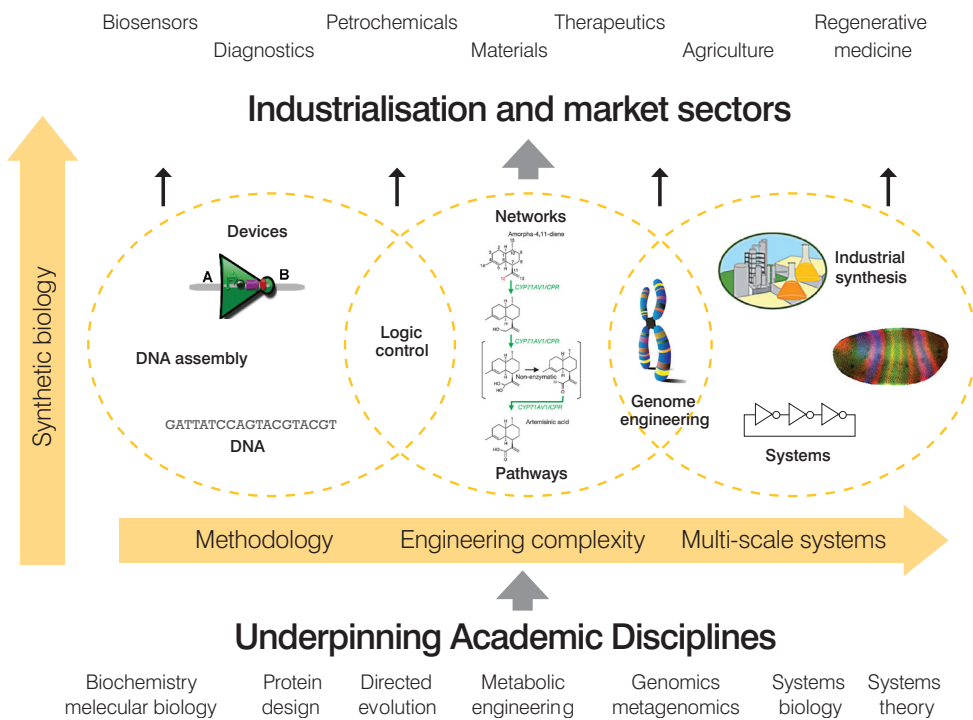 Biosensors
Petrochemicals
Therapeutics
Regenerative
medicine
Diagnostics
Materials
Agriculture
Industrialisation and market sectors
Synthetic biology
Devices
A
B
DNA assembly
GATTATCCAGTACGTACGT
DNA
Logic
control
Networks
Amorpha-4,11-diene
CYP71AV1/CPR
CYP71AV1/CPR
Non-enzymatic
CYP71AV1/CPR
Artemisinic acid
Pathways
Genome
engineering
Industrial
synthesis
Systems
Methodology
Engineering complexity
Multi-scale systems
Underpinning Academic Disciplines
Biochemistry
molecular biology
Protein
design
Directed
evolution
Metabolic
engineering
Genomics
metagenomics
Systems
biology
Systems
theory